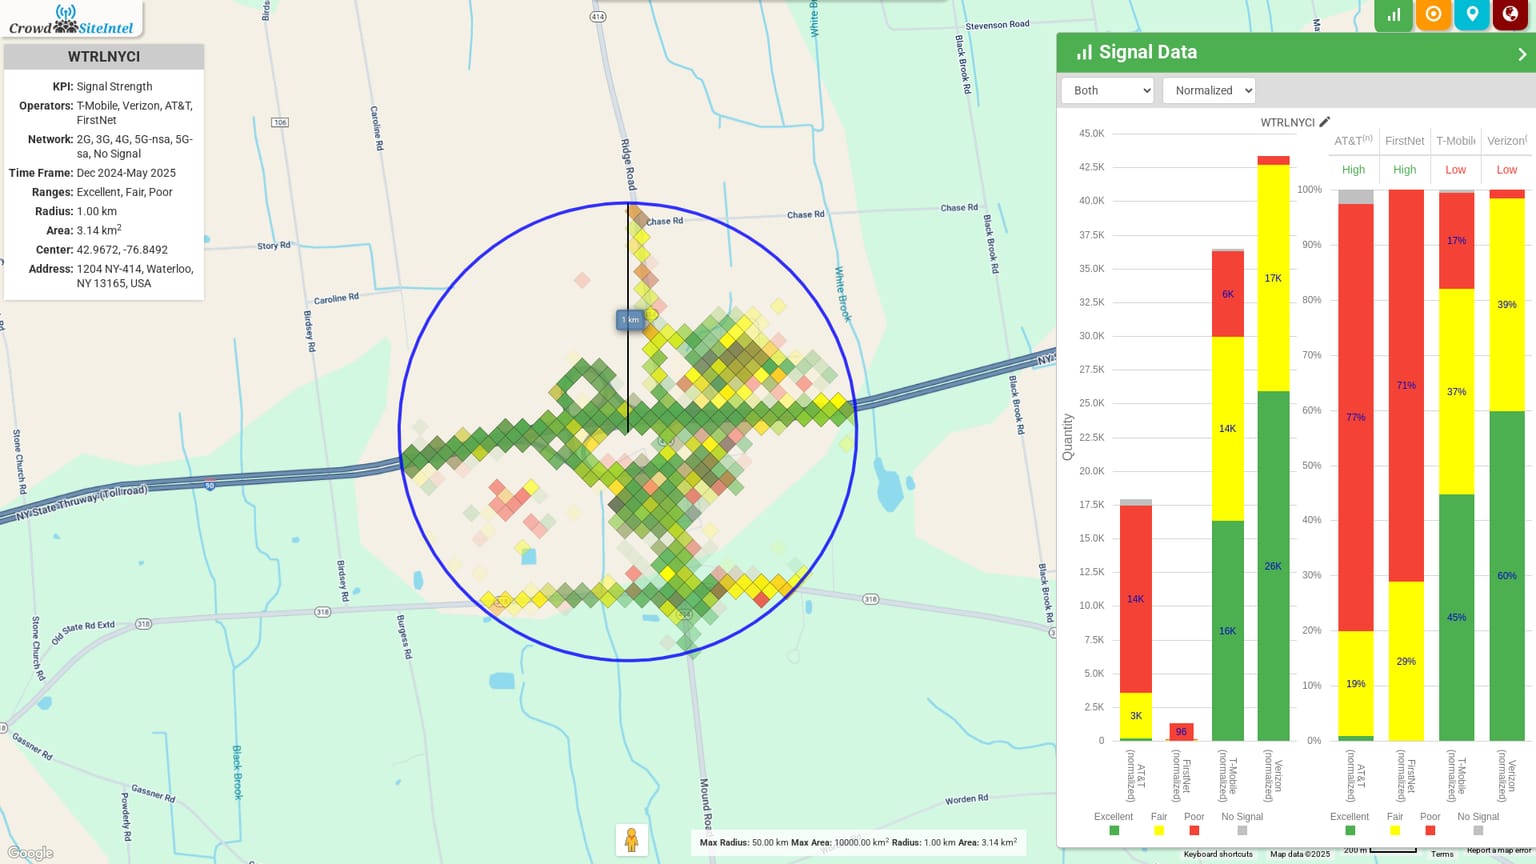 Crowd SiteIntel
WTRLNYCI
KPI: Signal Strength
Operators: T-Mobile, Verizon, AT&T,
FirstNet
Network: 2G, 3G, 4G, 5G-nsa, 5G-
sa, No Signal
Time Frame: Dec 2024-May 2025
Ranges: Excellent, Fair, Poor
Radius: 1.00 km
Area: 3.14 km2
Center: 42.9672, -76.8492
Address: 1204 NY-414, Waterloo,
NY 13165, USA
414
106
Caroline Rd
Ridge Road
Stevenson Road
Black Brook Rd
Chase Rd
Chase Rd
Chase Rd
Black Brook Rd
Story Rd
Caroline Rd
Birdsey Rd
White Brook
1 km
Black Brook Rd
Stone Church Rd
NY State Thruway (Toll road)
90
Birdsey Rd
Black Brook Rd
318
318
318
Old State Rd Extd
Stone Church Rd
Burgess Rd
Gassner Rd
Black Brook
Gassner Rd
Powderly Rd
Mound Road
Worden Rd
Google
Max Radius: 50.00 km Max Area: 10000.00 km2 Radius: 1.00 km Area: 3.14 km2
Signal Data
Both
Normalized
WTRLNYCI
45.0K
42.5K
40.0K
37.5K
35.0K
32.5K
30.0K
27.5K
25.0K
22.5K
20.0K
17.5K
15.0K
12.5K
10.0K
7.5K
5.0K
2.5K
0
Quantity
14K
3K
96
6K
14K
16K
17K
26K
AT&T (normalized)
FirstNet (normalized)
T-Mobile (normalized)
Verizon (normalized)
Excellent
Fair
Poor
No Signal
AT&T(n)
FirstNet
T-Mobile
Verizon(
High
High
Low
Low
100%
90%
80%
70%
60%
50%
40%
30%
20%
10%
0%
77%
19%
71%
29%
17%
37%
45%
39%
60%
AT&T (normalized)
FirstNet (normalized)
T-Mobile (normalized)
Verizon (normalized)
Excellent
Fair
Poor
No Signal
Keyboard shortcuts
Map data ©2025
200 m
Terms
Report a map error